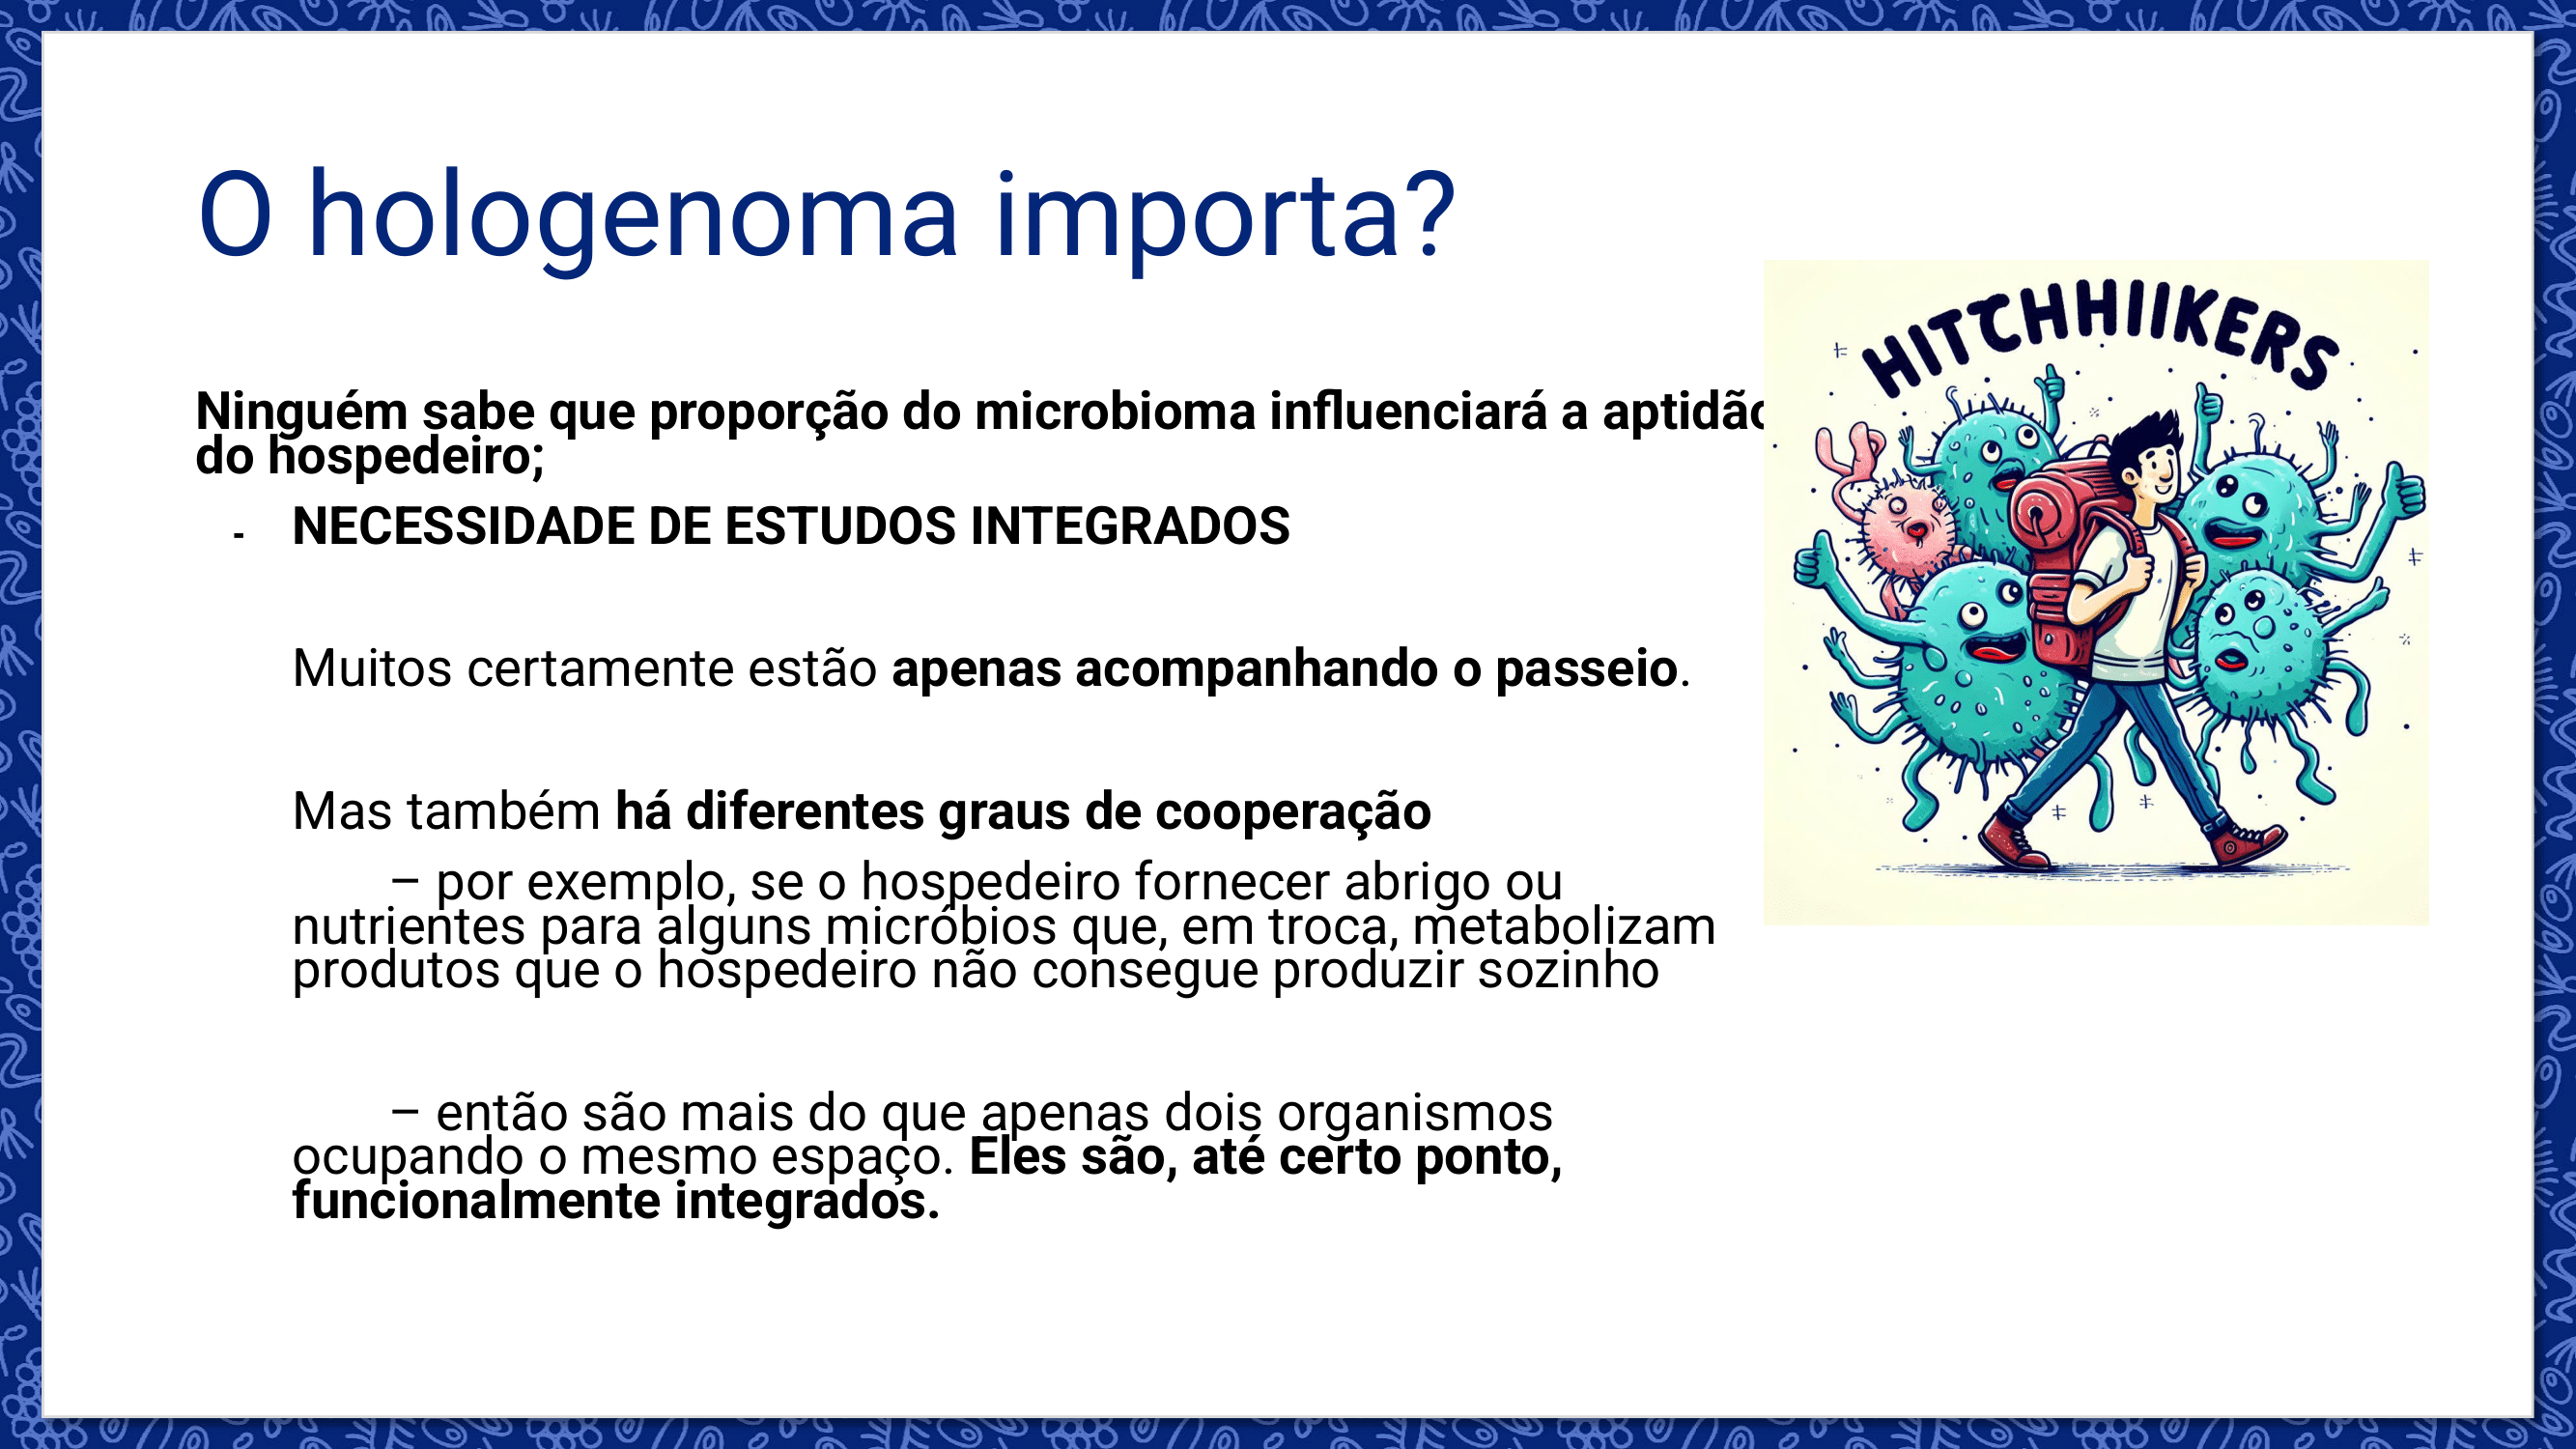 O hologenoma importa?
HITCHHIIKERS
Ninguém sabe que proporção do microbioma influenciará a aptidão
do hospedeiro;
- NECESSIDADE DE ESTUDOS INTEGRADOS
Muitos certamente estão apenas acompanhando o passeio.
Mas também há diferentes graus de cooperação
– por exemplo, se o hospedeiro fornecer abrigo ou
nutrientes para alguns micróbios que, em troca, metabolizam
produtos que o hospedeiro não consegue produzir sozinho
– então são mais do que apenas dois organismos
ocupando o mesmo espaço. Eles são, até certo ponto,
funcionalmente integrados.